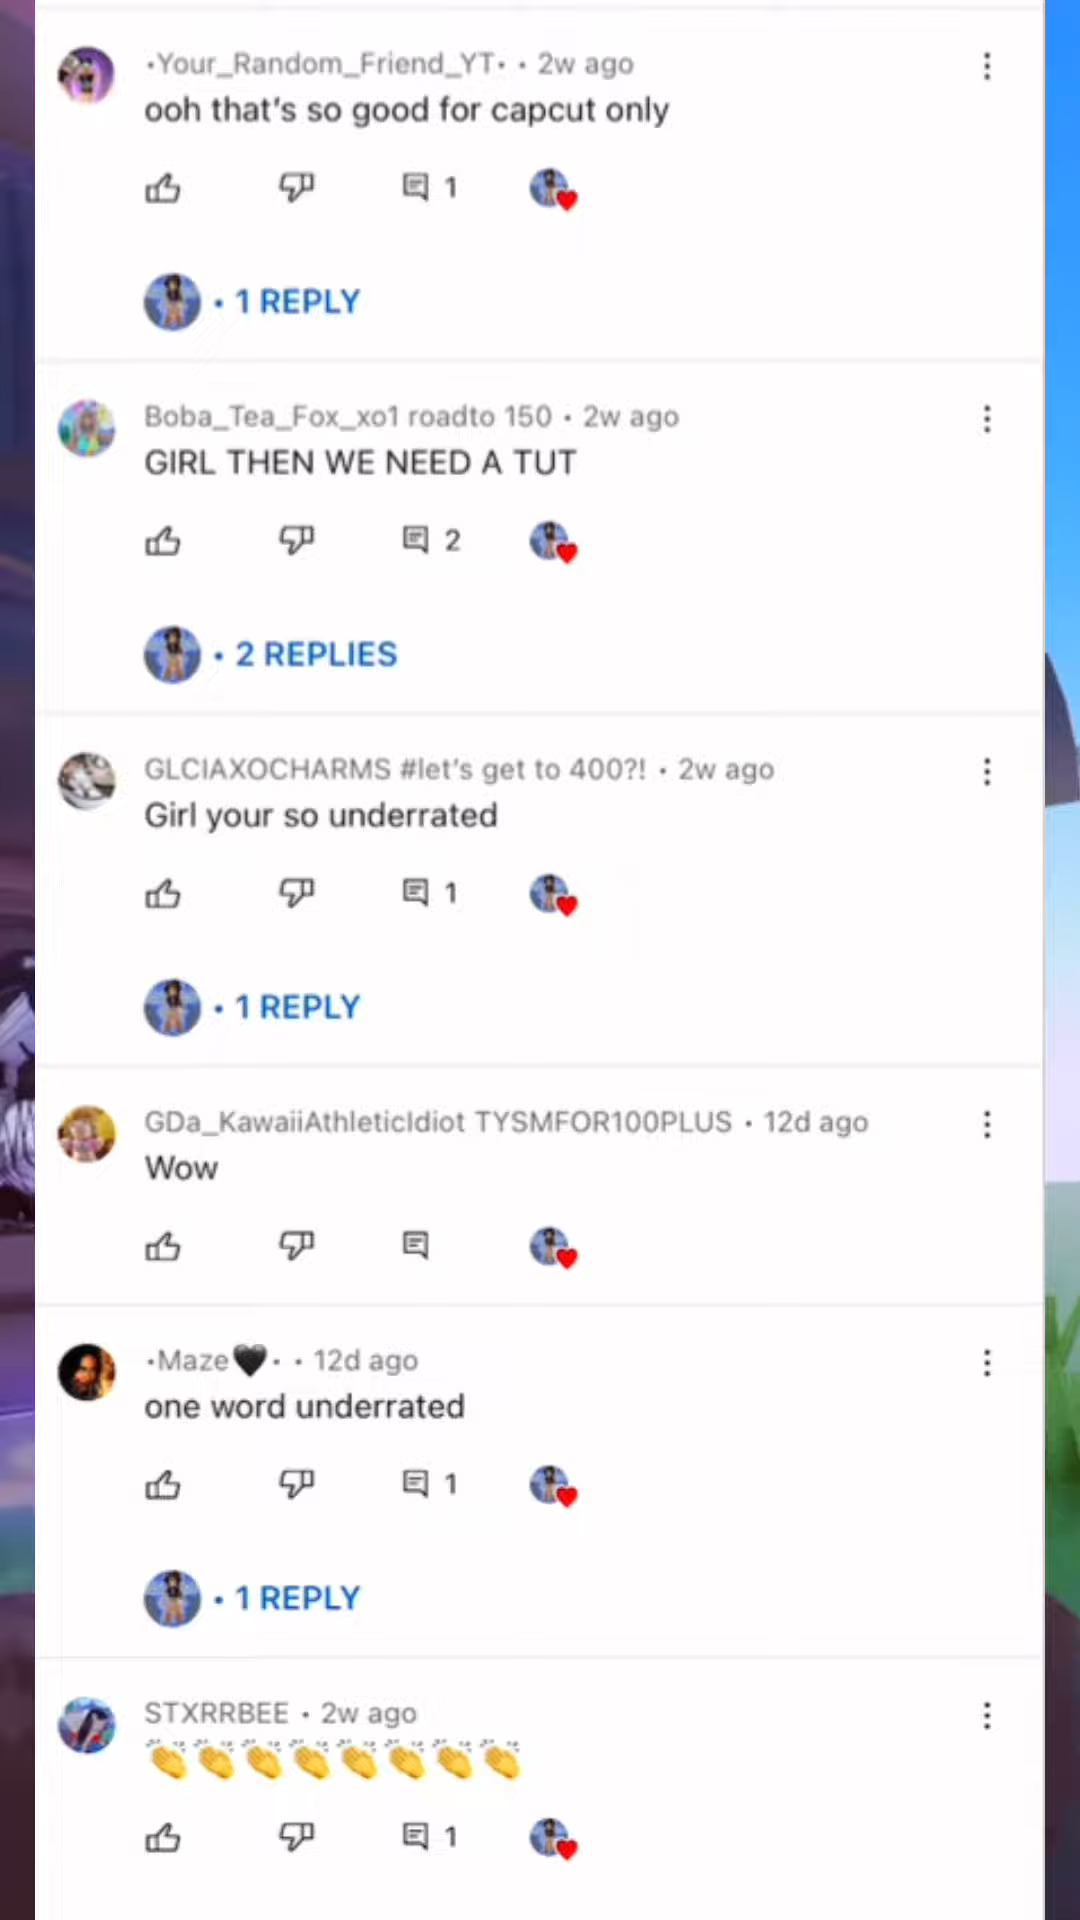 •Your_Random_Friend_YT• • 2w ago
ooh that's so good for capcut only
1
• 1 REPLY
Boba_Tea_Fox_xo1 roadto 150 • 2w ago
GIRL THEN WE NEED A TUT
2
• 2 REPLIES
GLCIAXOCHARMS #let's get to 400?! • 2w ago
Girl your so underrated
1
• 1 REPLY
GDa_KawaiiAthleticIdiot TYSMFOR100PLUS • 12d ago
Wow
•Maze🖤• • 12d ago
one word underrated
1
• 1 REPLY
STXRRBEE • 2w ago
👏👏👏👏👏👏👏👏
1